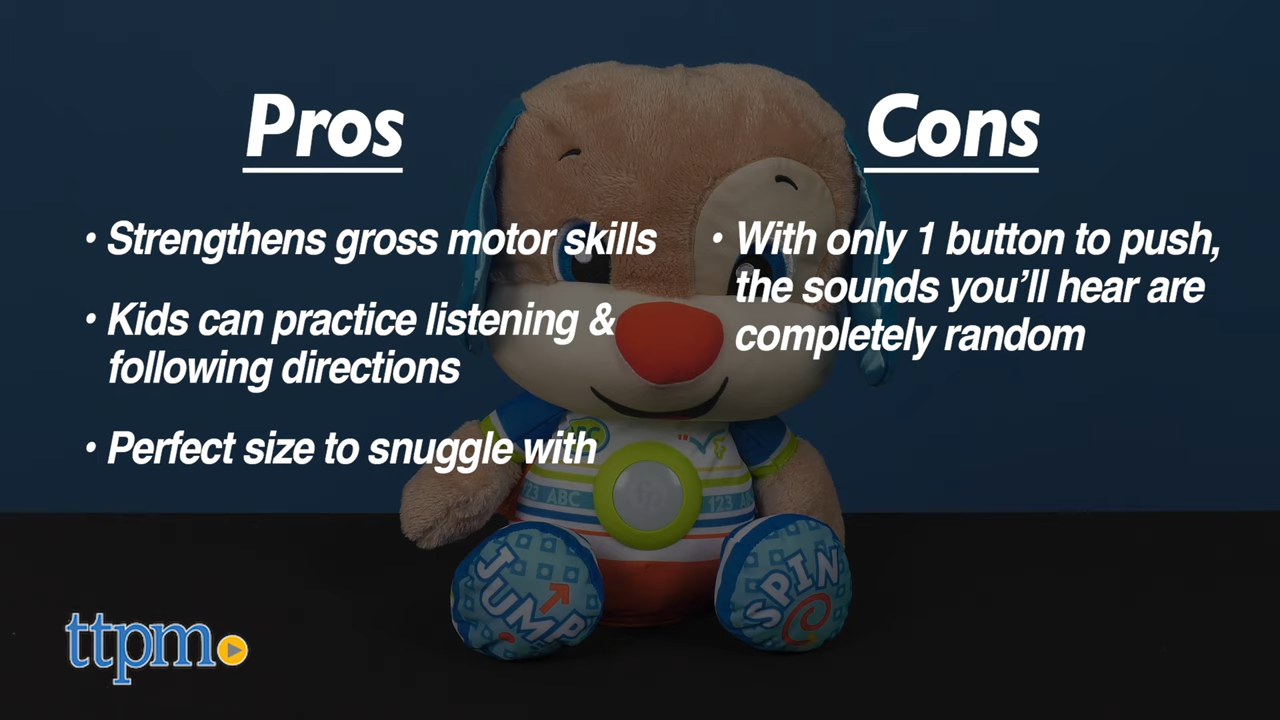 Pros
• Strengthens gross motor skills
• Kids can practice listening &
following directions
• Perfect size to snuggle with
Cons
• With only 1 button to push,
the sounds you’ll hear are
completely random
ABC
123 ABC
123 ABC
JUMP
SPIN
ttpm